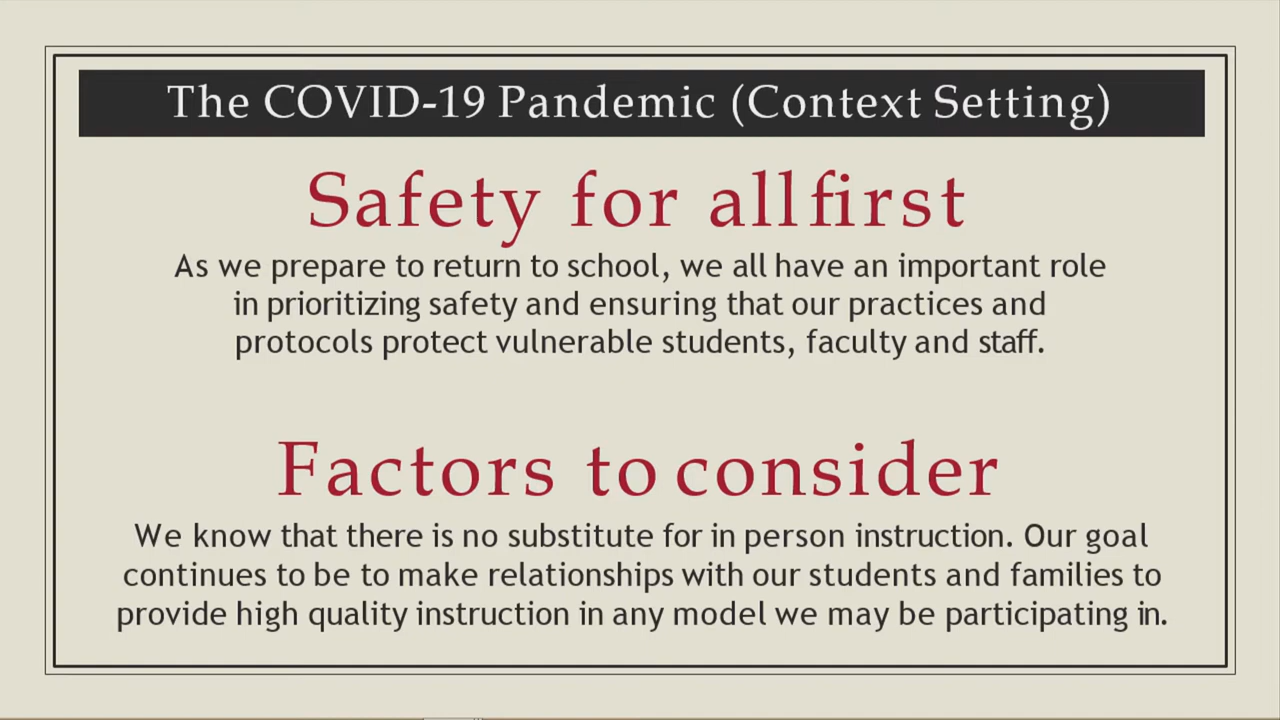 The COVID-19 Pandemic (Context Setting)
Safety for all first
As we prepare to return to school, we all have an important role
in prioritizing safety and ensuring that our practices and
protocols protect vulnerable students, faculty and staff.
Factors to consider
We know that there is no substitute for in person instruction. Our goal
continues to be to make relationships with our students and families to
provide high quality instruction in any model we may be participating in.